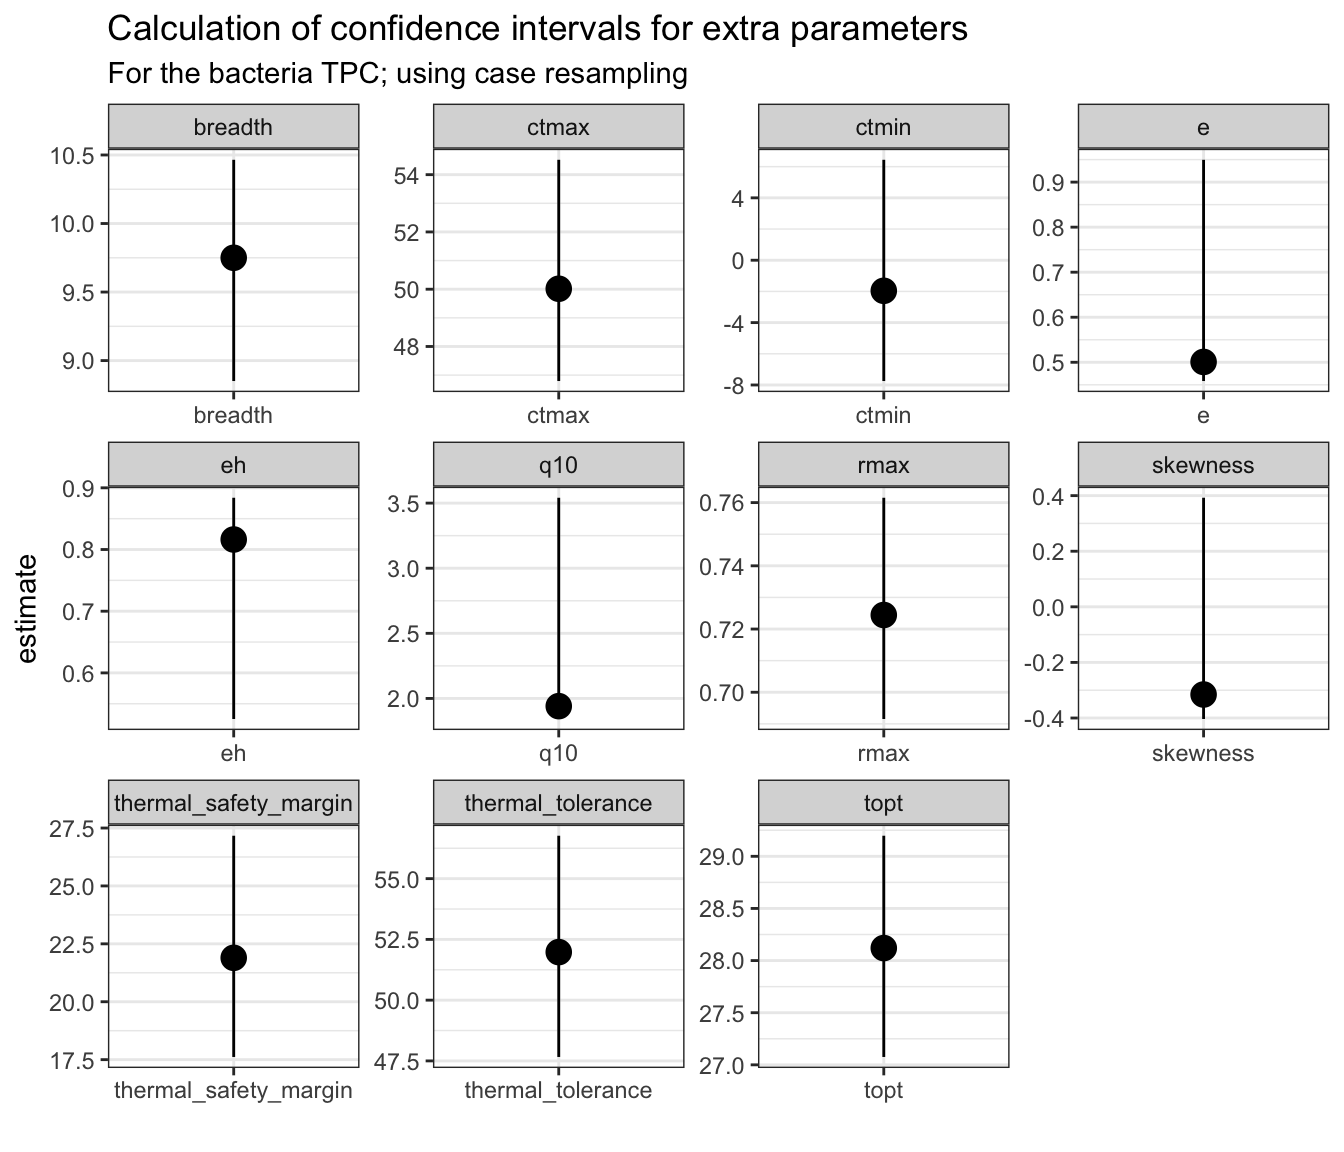 Calculation of confidence intervals for extra parameters
For the bacteria TPC; using case resampling
estimate
breadth
10.5
10.0
9.5
9.0
breadth
ctmax
54
52
50
48
ctmax
ctmin
4
0
-4
-8
ctmin
e
0.9
0.8
0.7
0.6
0.5
e
eh
0.9
0.8
0.7
0.6
eh
q10
3.5
3.0
2.5
2.0
q10
rmax
0.76
0.74
0.72
0.70
rmax
skewness
0.4
0.2
0.0
-0.2
-0.4
skewness
thermal_safety_margin
27.5
25.0
22.5
20.0
17.5
thermal_safety_margin
thermal_tolerance
55.0
52.5
50.0
47.5
thermal_tolerance
topt
29.0
28.5
28.0
27.5
27.0
topt